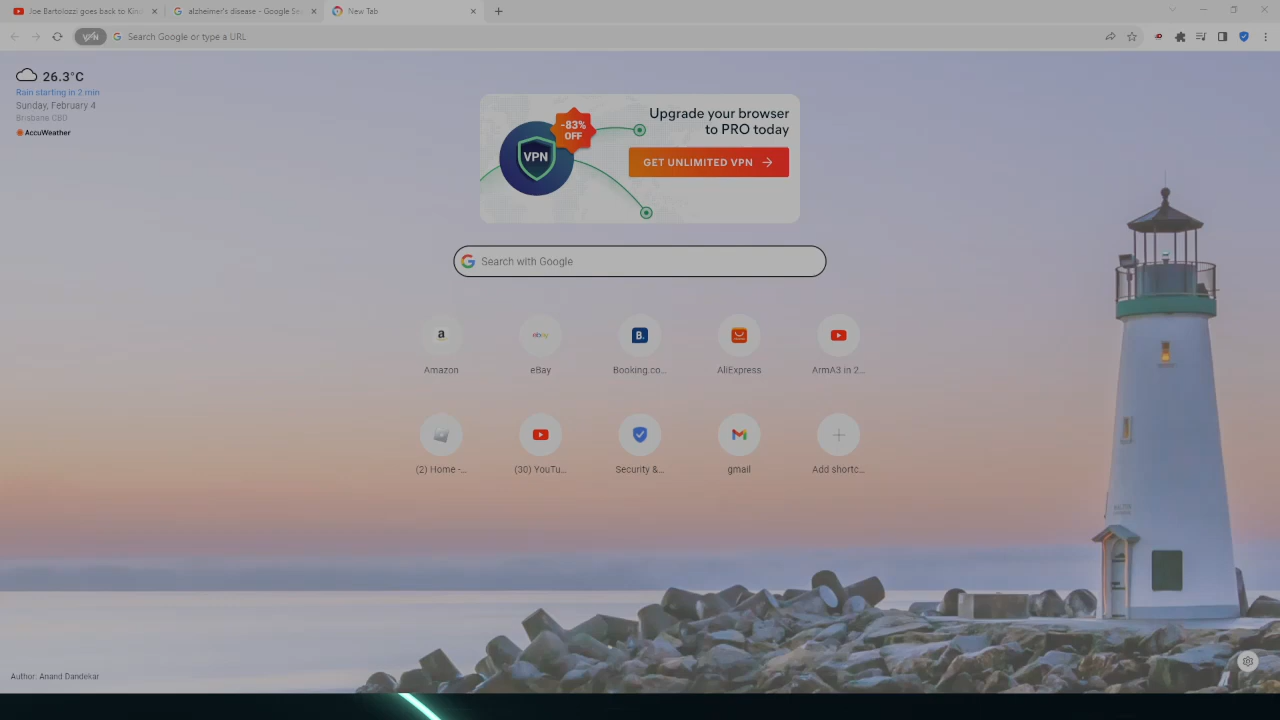 Joe Bartolozzi goes back to Kind
alzheimer's disease - Google Se
New Tab
VPN
Search Google or type a URL
26.3°C
Rain starting in 2 min
Sunday, February 4
Brisbane CBD
AccuWeather
-83%
OFF
VPN
Upgrade your browser
to PRO today
GET UNLIMITED VPN
Search with Google
Amazon
eBay
Booking.co...
AliExpress
ArmA3 in 2...
(2) Home -...
(30) YouTu...
Security &...
gmail
Add shortc...
Author: Anand Dandekar